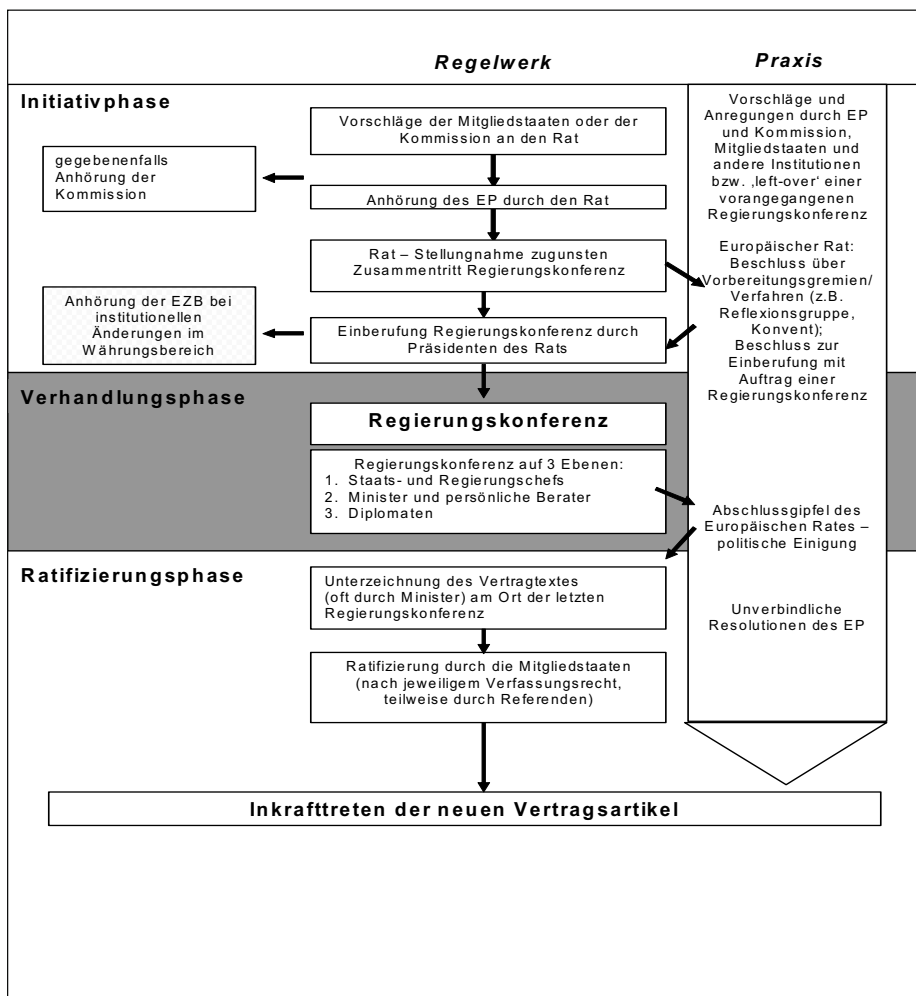 Regelwerk
Praxis
Initiativphase
Vorschläge der Mitgliedstaaten oder der
Kommission an den Rat
gegebenenfalls
Anhörung der
Kommission
Anhörung des EP durch den Rat
Rat – Stellungnahme zugunsten
Zusammentritt Regierungskonferenz
Anhörung der EZB bei
institutionellen
Änderungen im
Währungsbereich
Einberufung Regierungskonferenz durch
Präsidenten des Rats
Vorschläge und
Anregungen durch EP
und Kommission,
Mitgliedstaaten und
andere Institutionen
bzw. ‚left-over‘ einer
vorangegangenen
Regierungskonferenz
Europäischer Rat:
Beschluss über
Vorbereitungsgremien/
Verfahren (z.B.
Reflexionsgruppe,
Konvent);
Beschluss zur
Einberufung mit
Auftrag einer
Regierungskonferenz
Verhandlungsphase
Regierungskonferenz
Regierungskonferenz auf 3 Ebenen:
1. Staats- und Regierungschefs
2. Minister und persönliche Berater
3. Diplomaten
Abschlussgipfel des
Europäischen Rates –
politische Einigung
Ratifizierungsphase
Unterzeichnung des Vertragtextes
(oft durch Minister) am Ort der letzten
Regierungskonferenz
Unverbindliche
Resolutionen des EP
Ratifizierung durch die Mitgliedstaaten
(nach jeweiligem Verfassungsrecht,
teilweise durch Referenden)
Inkrafttreten der neuen Vertragsartikel